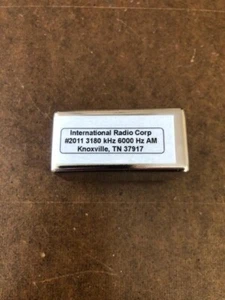 International Radio Corp
#2011 3180 kHz 6000 Hz AM
Knoxville, TN 37917